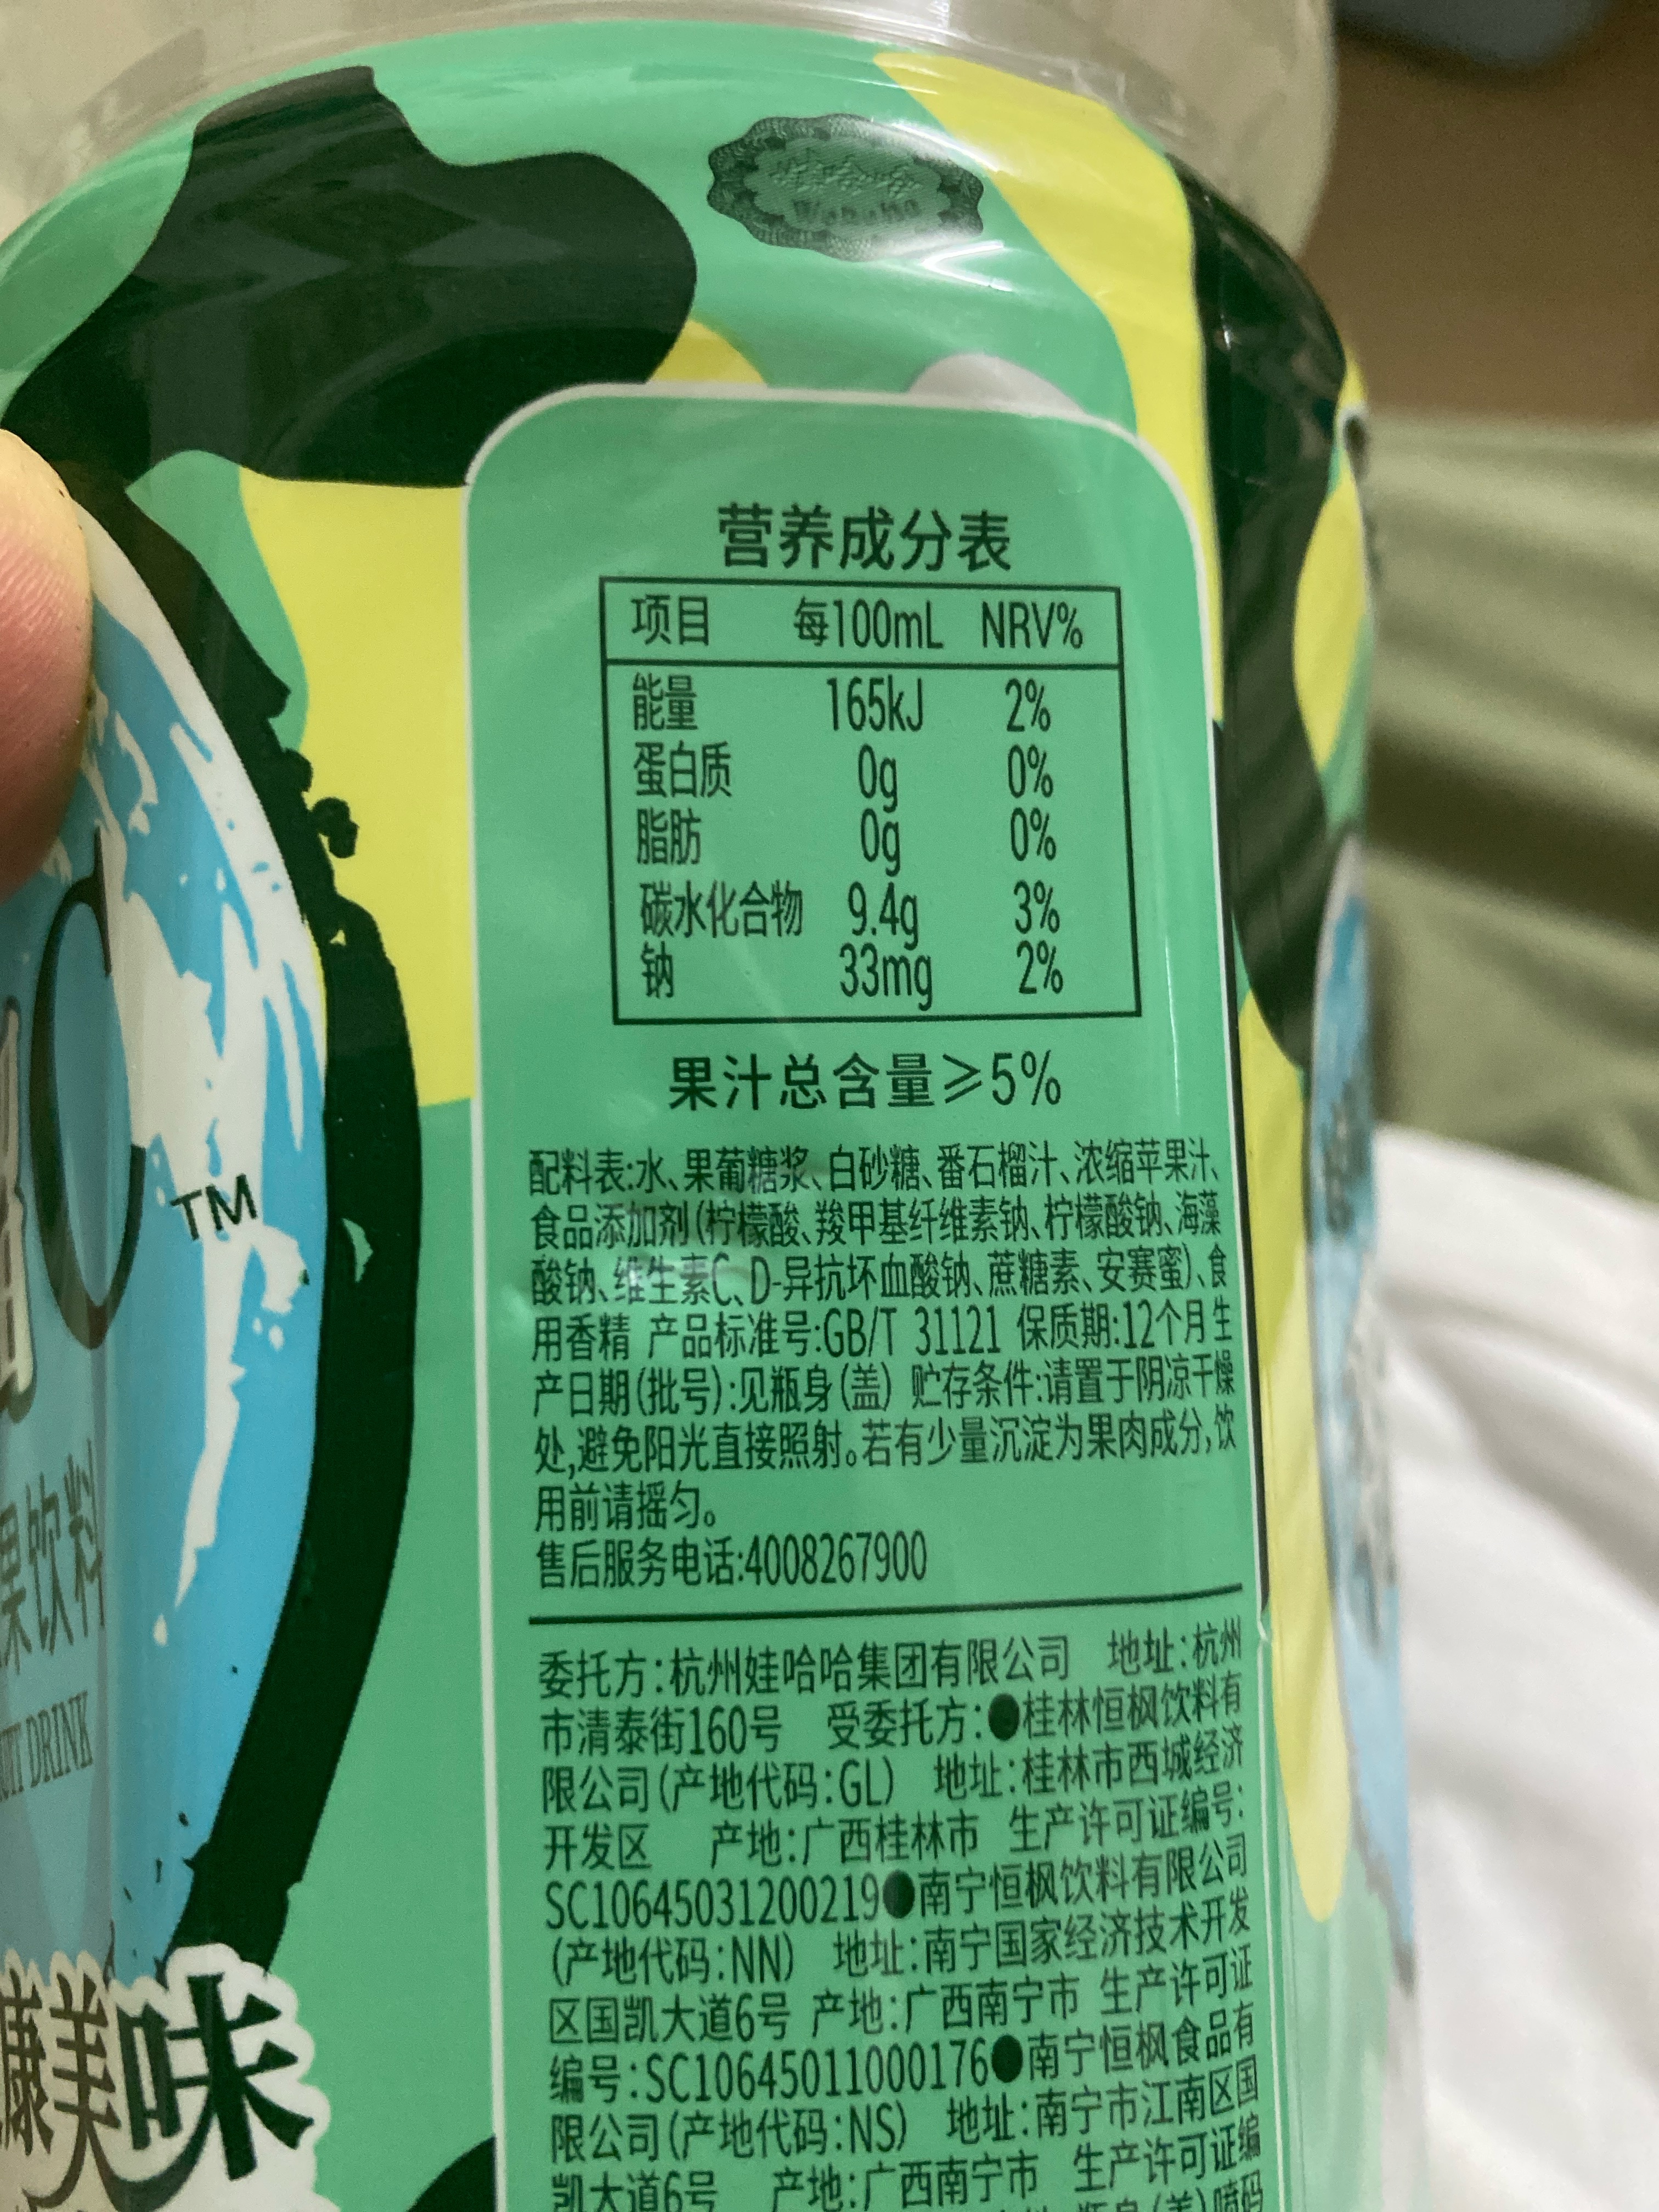 WaHaHa
营养成分表
项目 每100mL NRV%
能量 165kJ 2%
蛋白质 0g 0%
脂肪 0g 0%
碳水化合物 9.4g 3%
钠 33mg 2%
果汁总含量≥5%
配料表:水、果葡糖浆、白砂糖、番石榴汁、浓缩苹果汁、
食品添加剂(柠檬酸、羧甲基纤维素钠、柠檬酸钠、海藻
酸钠、维生素C、D-异抗坏血酸钠、蔗糖素、安赛蜜)、食
用香精 产品标准号:GB/T 31121 保质期:12个月 生
产日期(批号):见瓶身(盖) 贮存条件:请置于阴凉干燥
处,避免阳光直接照射。若有少量沉淀为果肉成分,饮
用前请摇匀。
售后服务电话:4008267900
委托方:杭州娃哈哈集团有限公司 地址:杭州
市清泰街160号 受委托方:●桂林恒枫饮料有
限公司(产地代码:GL) 地址:桂林市西城经济
开发区 产地:广西桂林市 生产许可证编号:
SC10645031200219●南宁恒枫饮料有限公司
(产地代码:NN) 地址:南宁国家经济技术开发
区国凯大道6号 产地:广西南宁市 生产许可证
编号:SC10645011000176●南宁恒枫食品有
限公司(产地代码:NS) 地址:南宁市江南区国
凯大道6号 产地:广西南宁市 生产许可证编
C
TM
果饮料
DRINK
康美味